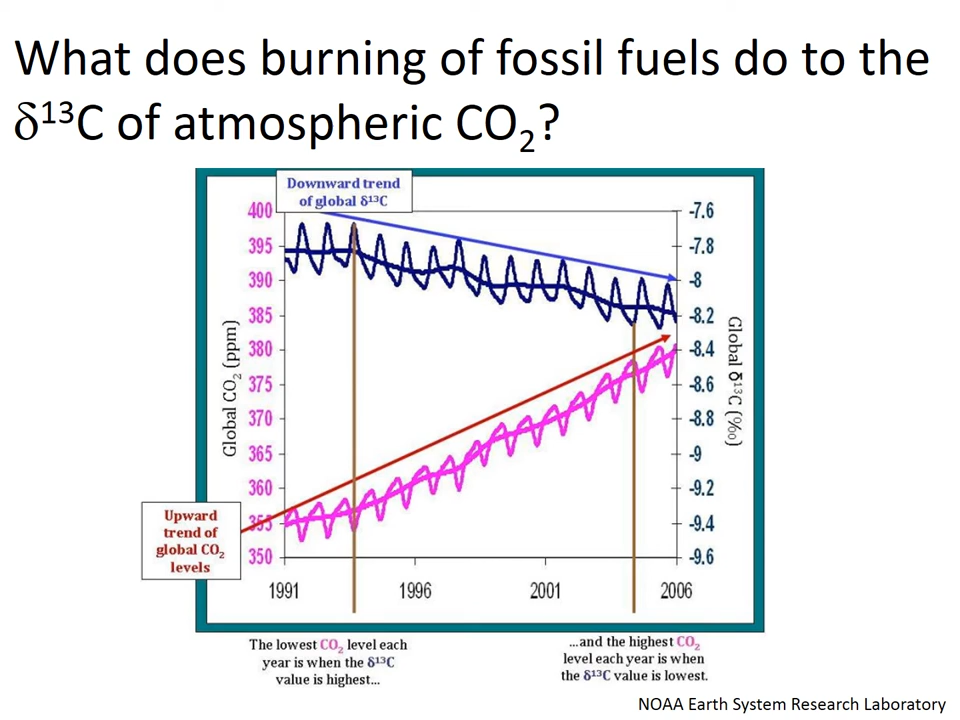 What does burning of fossil fuels do to the
δ¹³C of atmospheric CO₂?
Downward trend
of global δ¹³C
400
395
390
385
380
375
370
365
360
355
350
Global CO₂ (ppm)
-7.6
-7.8
-8
-8.2
-8.4
-8.6
-8.8
-9
-9.2
-9.4
-9.6
Global δ¹³C (‰)
Upward
trend of
global CO₂
levels
1991
1996
2001
2006
The lowest CO₂ level each
year is when the δ¹³C
value is highest...
...and the highest CO₂
level each year is when
the δ¹³C value is lowest.
NOAA Earth System Research Laboratory